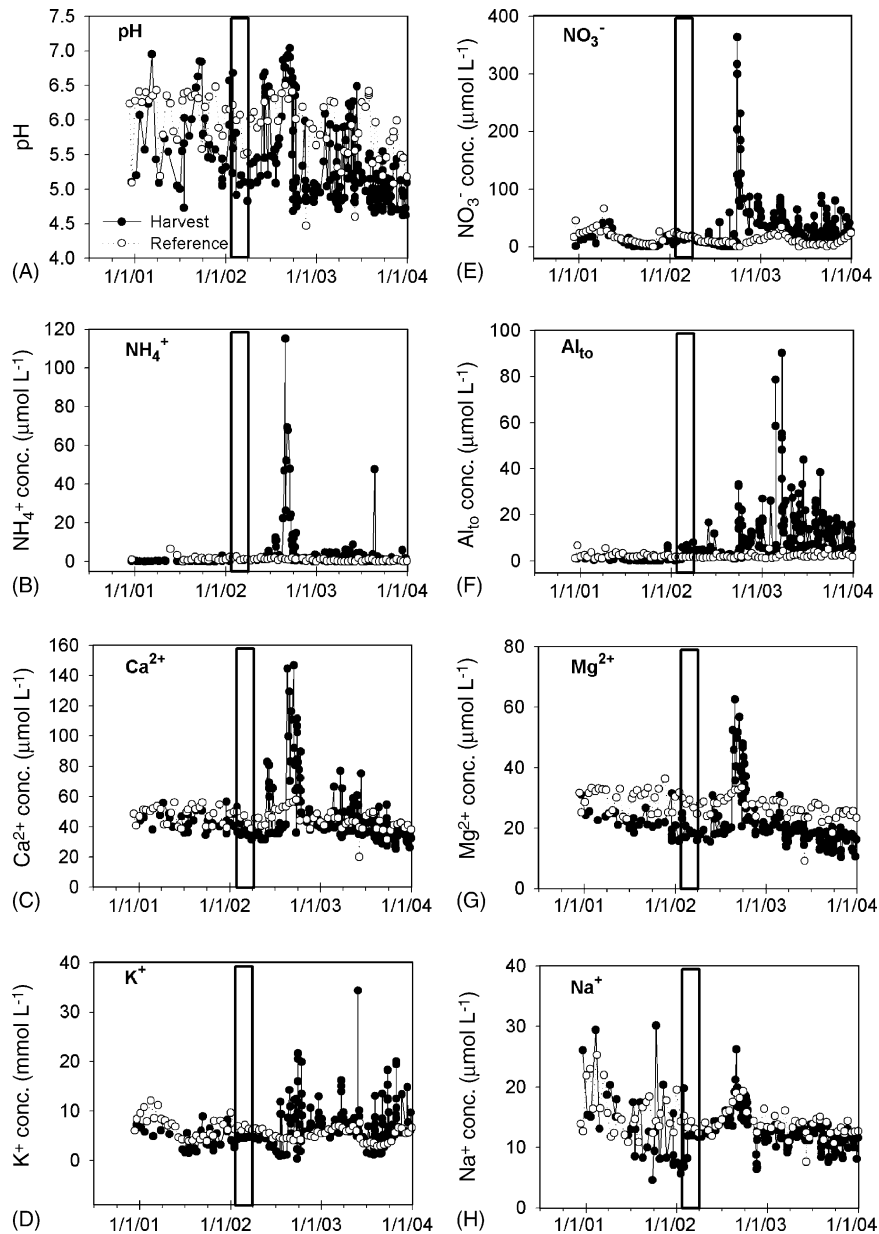 pH
7.5
7.0
6.5
6.0
5.5
5.0
4.5
4.0
pH
Harvest
Reference
1/1/01 1/1/02 1/1/03 1/1/04
(A)
NO₃⁻
400
300
200
100
0
NO₃⁻ conc. (µmol L⁻¹)
1/1/01 1/1/02 1/1/03 1/1/04
(E)
NH₄⁺
120
100
80
60
40
20
0
NH₄⁺ conc. (µmol L⁻¹)
1/1/01 1/1/02 1/1/03 1/1/04
(B)
Al_to
100
80
60
40
20
0
Al_to conc. (µmol L⁻¹)
1/1/01 1/1/02 1/1/03 1/1/04
(F)
Ca²⁺
160
140
120
100
80
60
40
20
0
Ca²⁺ conc. (µmol L⁻¹)
1/1/01 1/1/02 1/1/03 1/1/04
(C)
Mg²⁺
80
60
40
20
0
Mg²⁺ conc. (µmol L⁻¹)
1/1/01 1/1/02 1/1/03 1/1/04
(G)
K⁺
40
30
20
10
0
K⁺ conc. (mmol L⁻¹)
1/1/01 1/1/02 1/1/03 1/1/04
(D)
Na⁺
40
30
20
10
0
Na⁺ conc. (µmol L⁻¹)
1/1/01 1/1/02 1/1/03 1/1/04
(H)